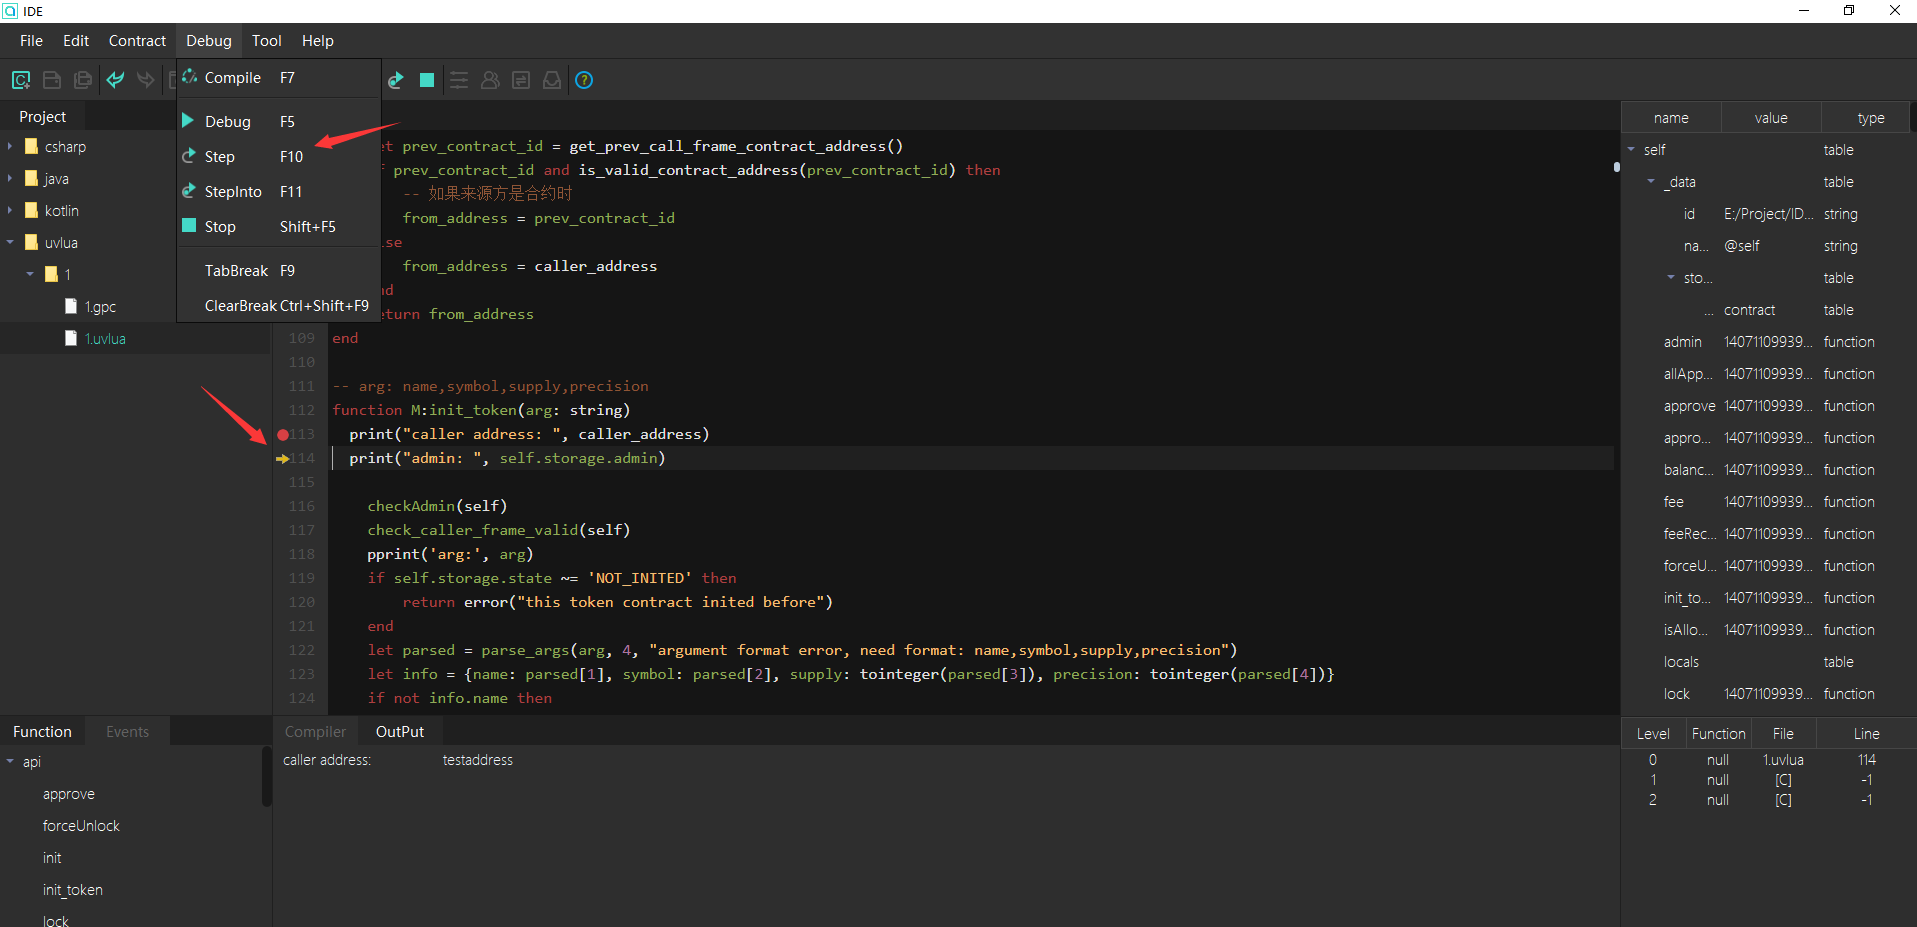 IDE
File Edit Contract Debug Tool Help
Compile F7
Debug F5
Step F10
StepInto F11
Stop Shift+F5
TabBreak F9
ClearBreak Ctrl+Shift+F9
Project
csharp
java
kotlin
uvlua
1
1.gpc
1.uvlua
prev_contract_id = get_prev_call_frame_contract_address()
prev_contract_id and is_valid_contract_address(prev_contract_id) then
-- 如果来源方是合约时
from_address = prev_contract_id
se
from_address = caller_address
nd
turn from_address
109 end
110
111 -- arg: name,symbol,supply,precision
112 function M:init_token(arg: string)
113 print("caller address: ", caller_address)
114 print("admin: ", self.storage.admin)
115
116 checkAdmin(self)
117 check_caller_frame_valid(self)
118 pprint('arg:', arg)
119 if self.storage.state ~= 'NOT_INITED' then
120 return error("this token contract inited before")
121 end
122 let parsed = parse_args(arg, 4, "argument format error, need format: name,symbol,supply,precision")
123 let info = {name: parsed[1], symbol: parsed[2], supply: tointeger(parsed[3]), precision: tointeger(parsed[4])}
124 if not info.name then
name value type
self table
_data table
id E:/Project/ID... string
na... @self string
sto... table
... contract table
admin 14071109939... function
allApp... 14071109939... function
approve 14071109939... function
appro... 14071109939... function
balanc... 14071109939... function
fee 14071109939... function
feeRec... 14071109939... function
forceU... 14071109939... function
init_to... 14071109939... function
isAllo... 14071109939... function
locals table
lock 14071109939... function
Function Events
api
approve
forceUnlock
init
init_token
lock
Compiler OutPut
caller address: testaddress
Level Function File Line
0 null 1.uvlua 114
1 null [C] -1
2 null [C] -1